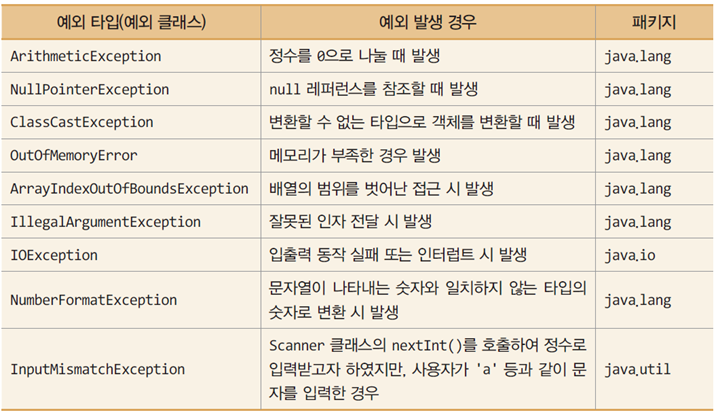 예외 타입(예외 클래스) 예외 발생 경우 패키지
ArithmeticException 정수를 0으로 나눌 때 발생 java.lang
NullPointerException null 레퍼런스를 참조할 때 발생 java.lang
ClassCastException 변환할 수 없는 타입으로 객체를 변환할 때 발생 java.lang
OutOfMemoryError 메모리가 부족한 경우 발생 java.lang
ArrayIndexOutOfBoundsException 배열의 범위를 벗어난 접근 시 발생 java.lang
IllegalArgumentException 잘못된 인자 전달 시 발생 java.lang
IOException 입출력 동작 실패 또는 인터럽트 시 발생 java.io
NumberFormatException 문자열이 나타내는 숫자와 일치하지 않는 타입의
숫자로 변환 시 발생 java.lang
InputMismatchException Scanner 클래스의 nextInt()를 호출하여 정수로
입력받고자 하였지만, 사용자가 'a' 등과 같이 문
자를 입력한 경우 java.util